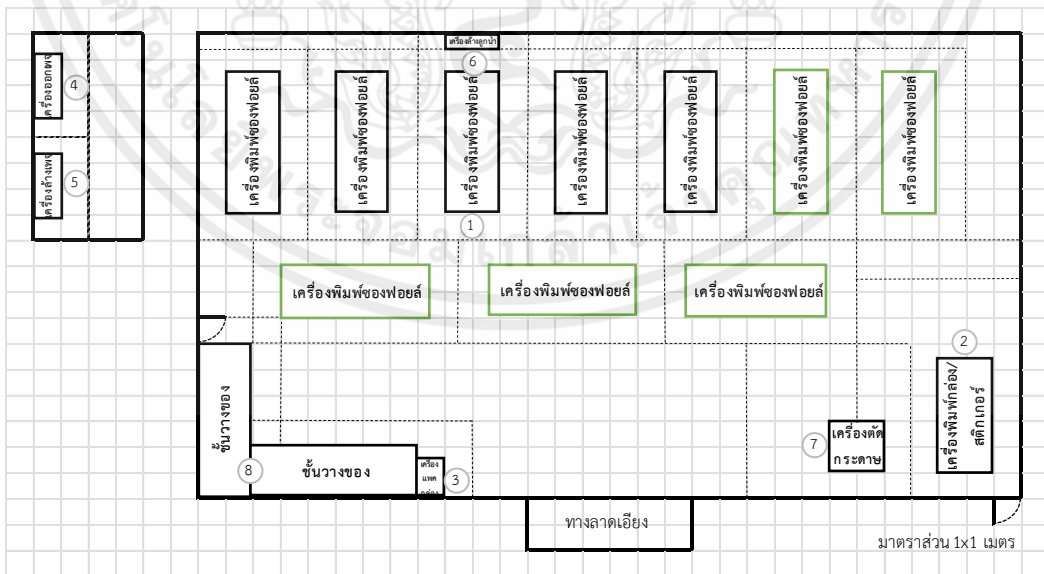 เครื่องล้างลูกน้ำ
6
4
เครื่องออกเพจ
5
เครื่องล้างเพจ
เครื่องพิมพ์ซองฟอยล์
เครื่องพิมพ์ซองฟอยล์
เครื่องพิมพ์ซองฟอยล์
เครื่องพิมพ์ซองฟอยล์
เครื่องพิมพ์ซองฟอยล์
เครื่องพิมพ์ซองฟอยล์
เครื่องพิมพ์ซองฟอยล์
1
เครื่องพิมพ์ซองฟอยล์
เครื่องพิมพ์ซองฟอยล์
เครื่องพิมพ์ซองฟอยล์
2
เครื่องพิมพ์กล่อง/
สติกเกอร์
7
เครื่องตัด
กระดาษ
ชั้นวางของ
8
ชั้นวางของ
เครื่อง
แพค
กล่อง
3
ทางลาดเอียง
มาตราส่วน 1x1 เมตร